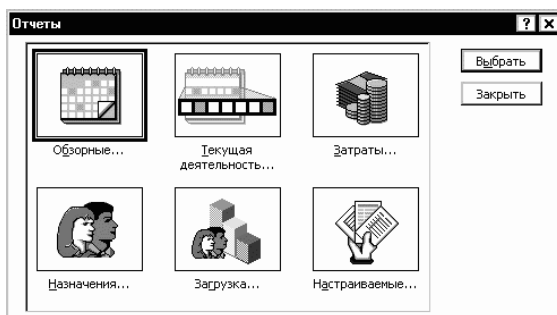 Отчеты
Выбрать
Закрыть
Обзорные...
Текущая
деятельность...
Затраты...
Назначения...
Загрузка...
Настраиваемые...